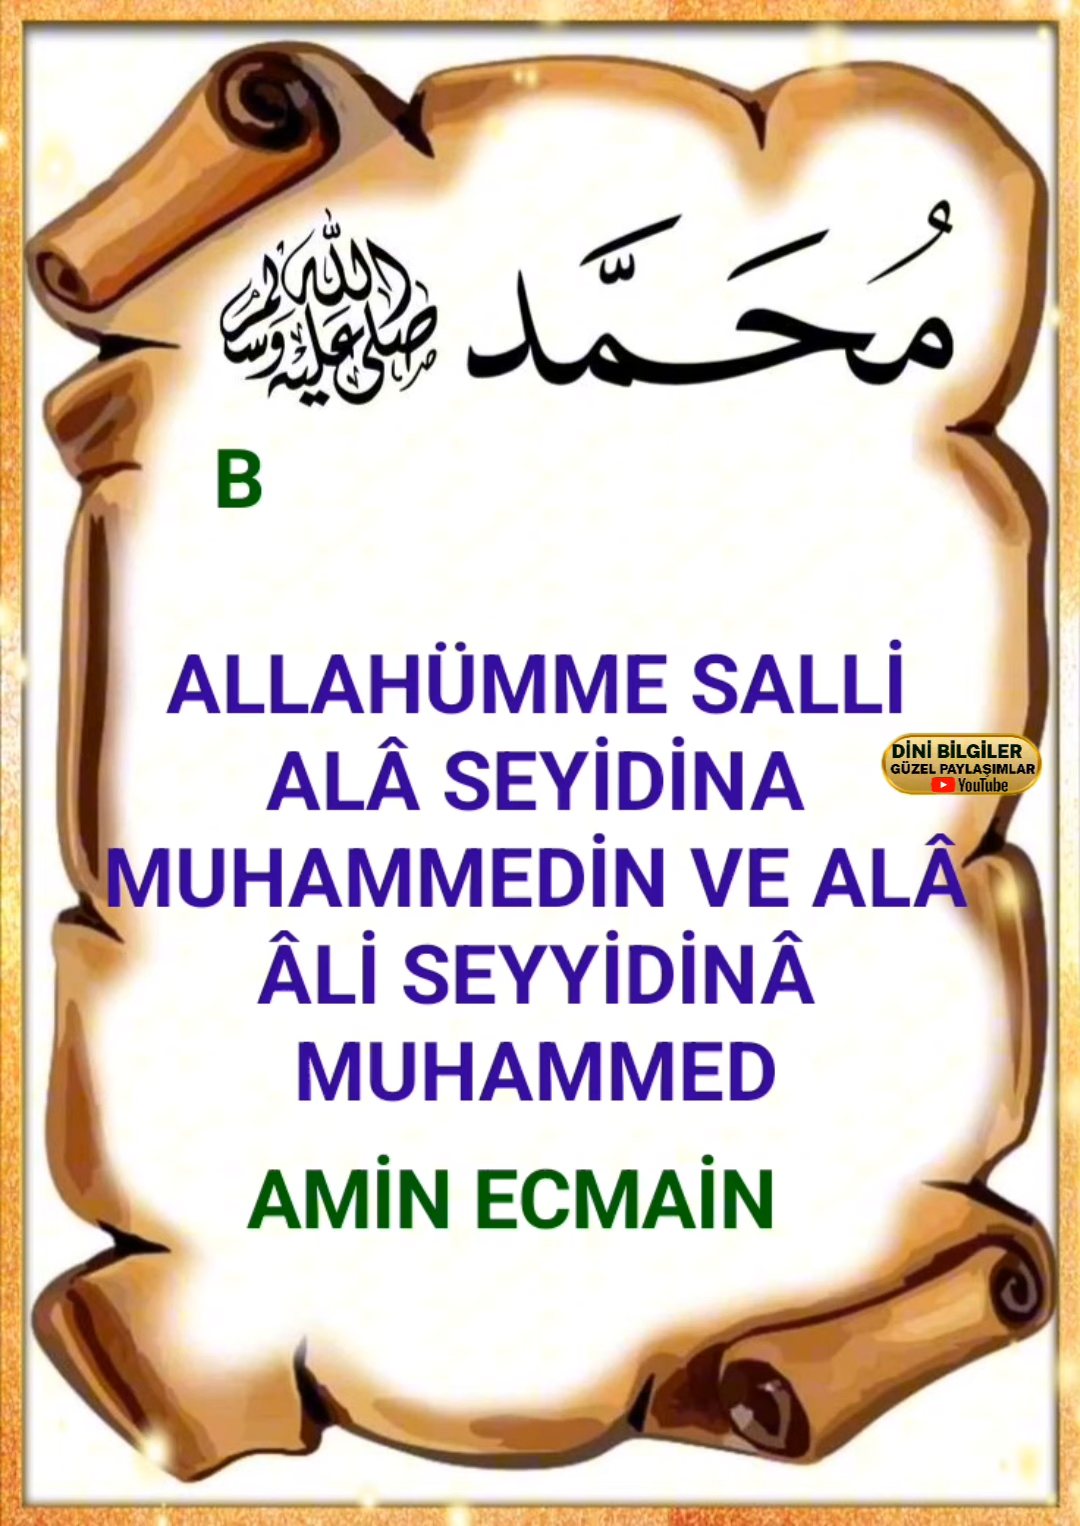 مُحَمَّد صلى الله عليه وسلم
B
ALLAHÜMME SALLİ
ALÂ SEYİDİNA
DİNİ BİLGİLER
GÜZEL PAYLAŞIMLAR
YouTube
MUHAMMEDİN VE ALÂ
ÂLİ SEYYİDİNÂ
MUHAMMED
AMİN ECMAİN